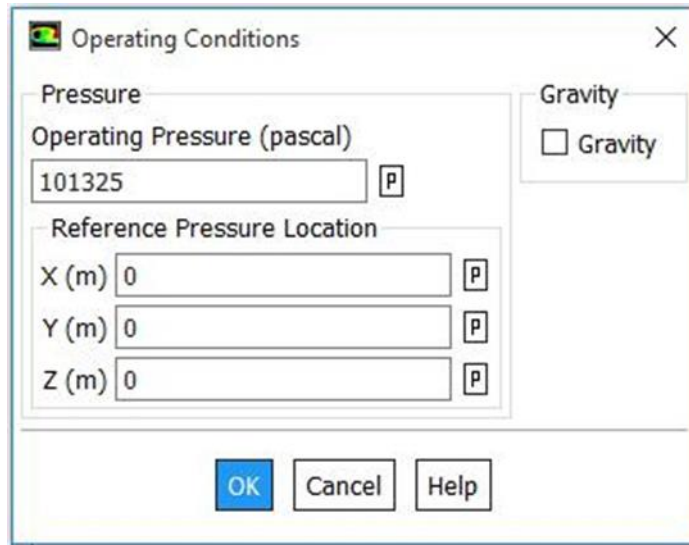 Operating Conditions
Pressure
Operating Pressure (pascal)
101325
P
Reference Pressure Location
X (m) 0
P
Y (m) 0
P
Z (m) 0
P
Gravity
Gravity
OK Cancel Help